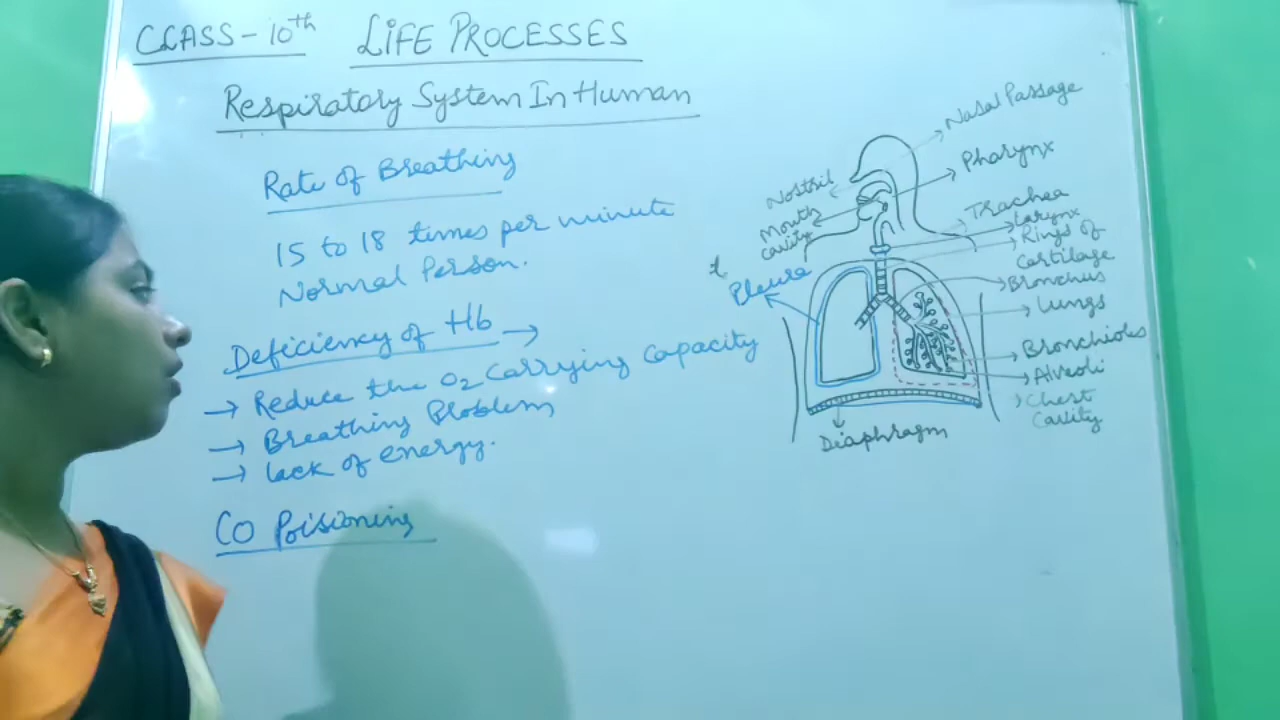 CLASS-10th LIFE PROCESSES
Respiratory System In Human
Rate of Breathing
15 to 18 times per minute
Normal Person.
Deficiency of Hb →
→ Reduce the O2 carrying capacity
→ Breathing Problem
→ lack of energy.
CO Poisioning
Nasal Passage
Pharynx
Nostril
Mouth
cavity
Trachea
Larynx
Rings of
Cartilage
Bronchus
Pleura
Lungs
Bronchioles
Alveoli
Chest
Cavity
Diaphragm